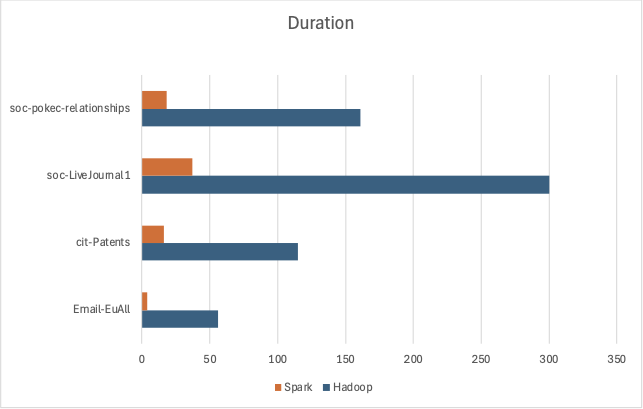 Duration
soc-pokec-relationships
soc-LiveJournal1
cit-Patents
Email-EuAll
0 50 100 150 200 250 300 350
Spark Hadoop